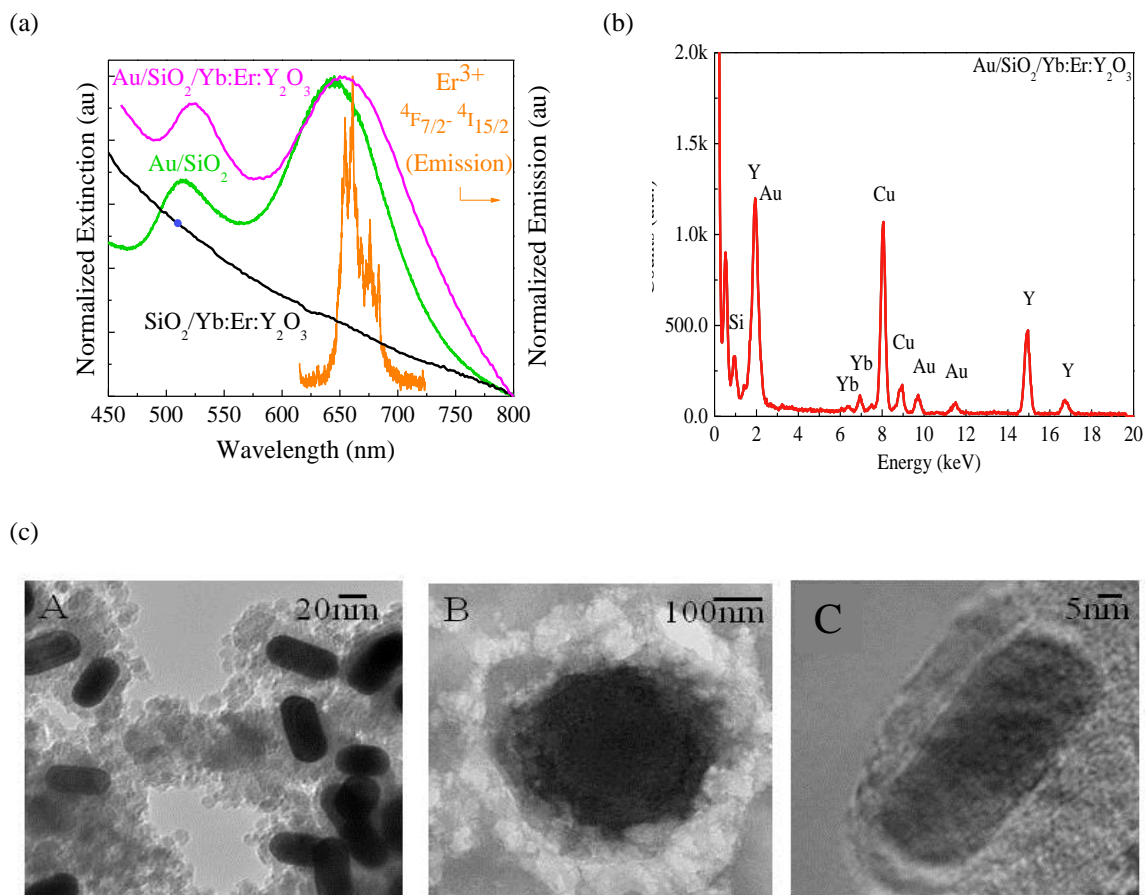 (a)
Au/SiO2/Yb:Er:Y2O3
Er3+
4F7/2- 4I15/2
(Emission)
Au/SiO2
SiO2/Yb:Er:Y2O3
Normalized Extinction (au)
Normalized Emission (au)
450 500 550 600 650 700 750 800
Wavelength (nm)
(b)
2.0k
Au/SiO2/Yb:Er:Y2O3
1.5k
1.0k
500.0
0.0
Y
Au
Si
Cu
Yb
Yb
Cu
Au
Au
Y
Y
0 2 4 6 8 10 12 14 16 18 20
Energy (keV)
(c)
A
20nm
B
100nm
C
5nm